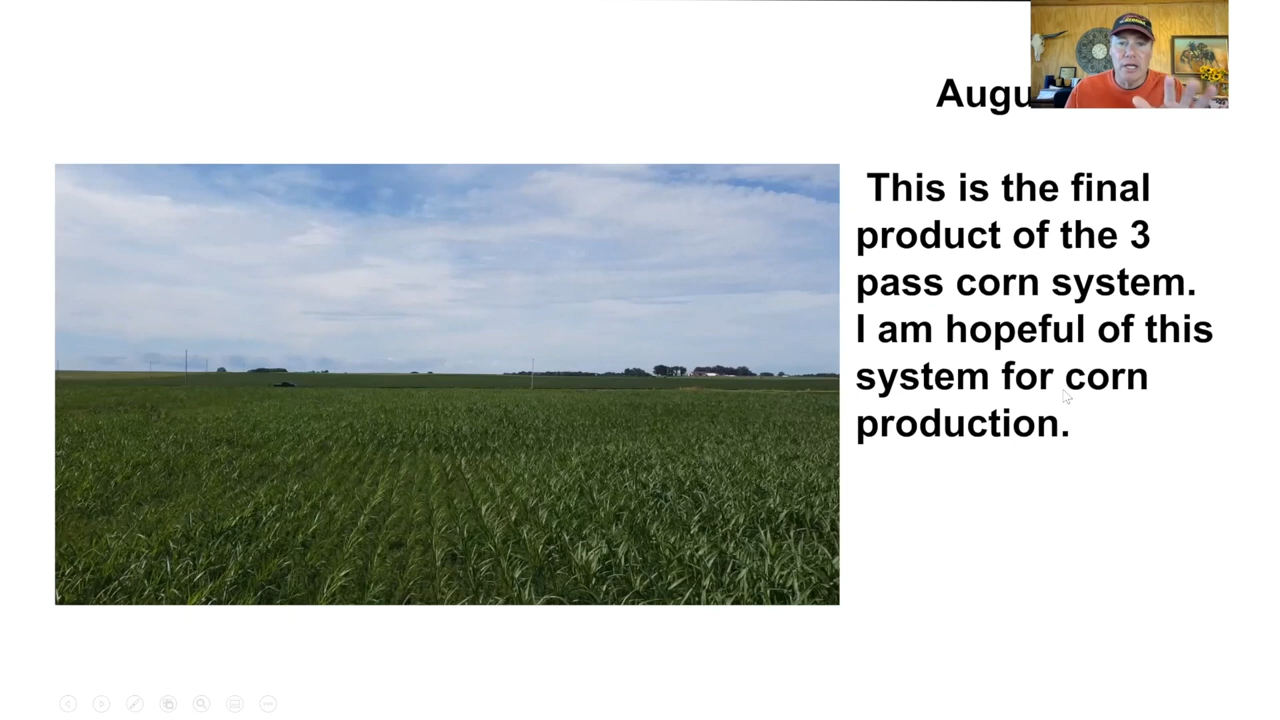 Augu
This is the final
product of the 3
pass corn system.
I am hopeful of this
system for corn
production.